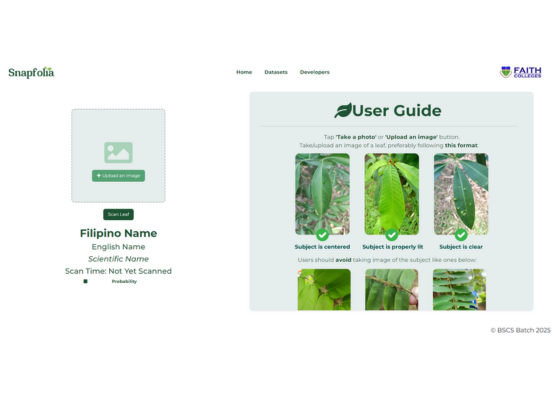 Snapfolia
Home
Datasets
Developers
FAITH
COLLEGES
+ Upload an image
Scan Leaf
Filipino Name
English Name
Scientific Name
Scan Time: Not Yet Scanned
Probability
User Guide
Tap 'Take a photo' or 'Upload an image' button.
Take/upload an image of a leaf, preferably following this format:
Subject is centered
Subject is properly lit
Subject is clear
Users should avoid taking image of the subject like ones below:
© BSCS Batch 2025